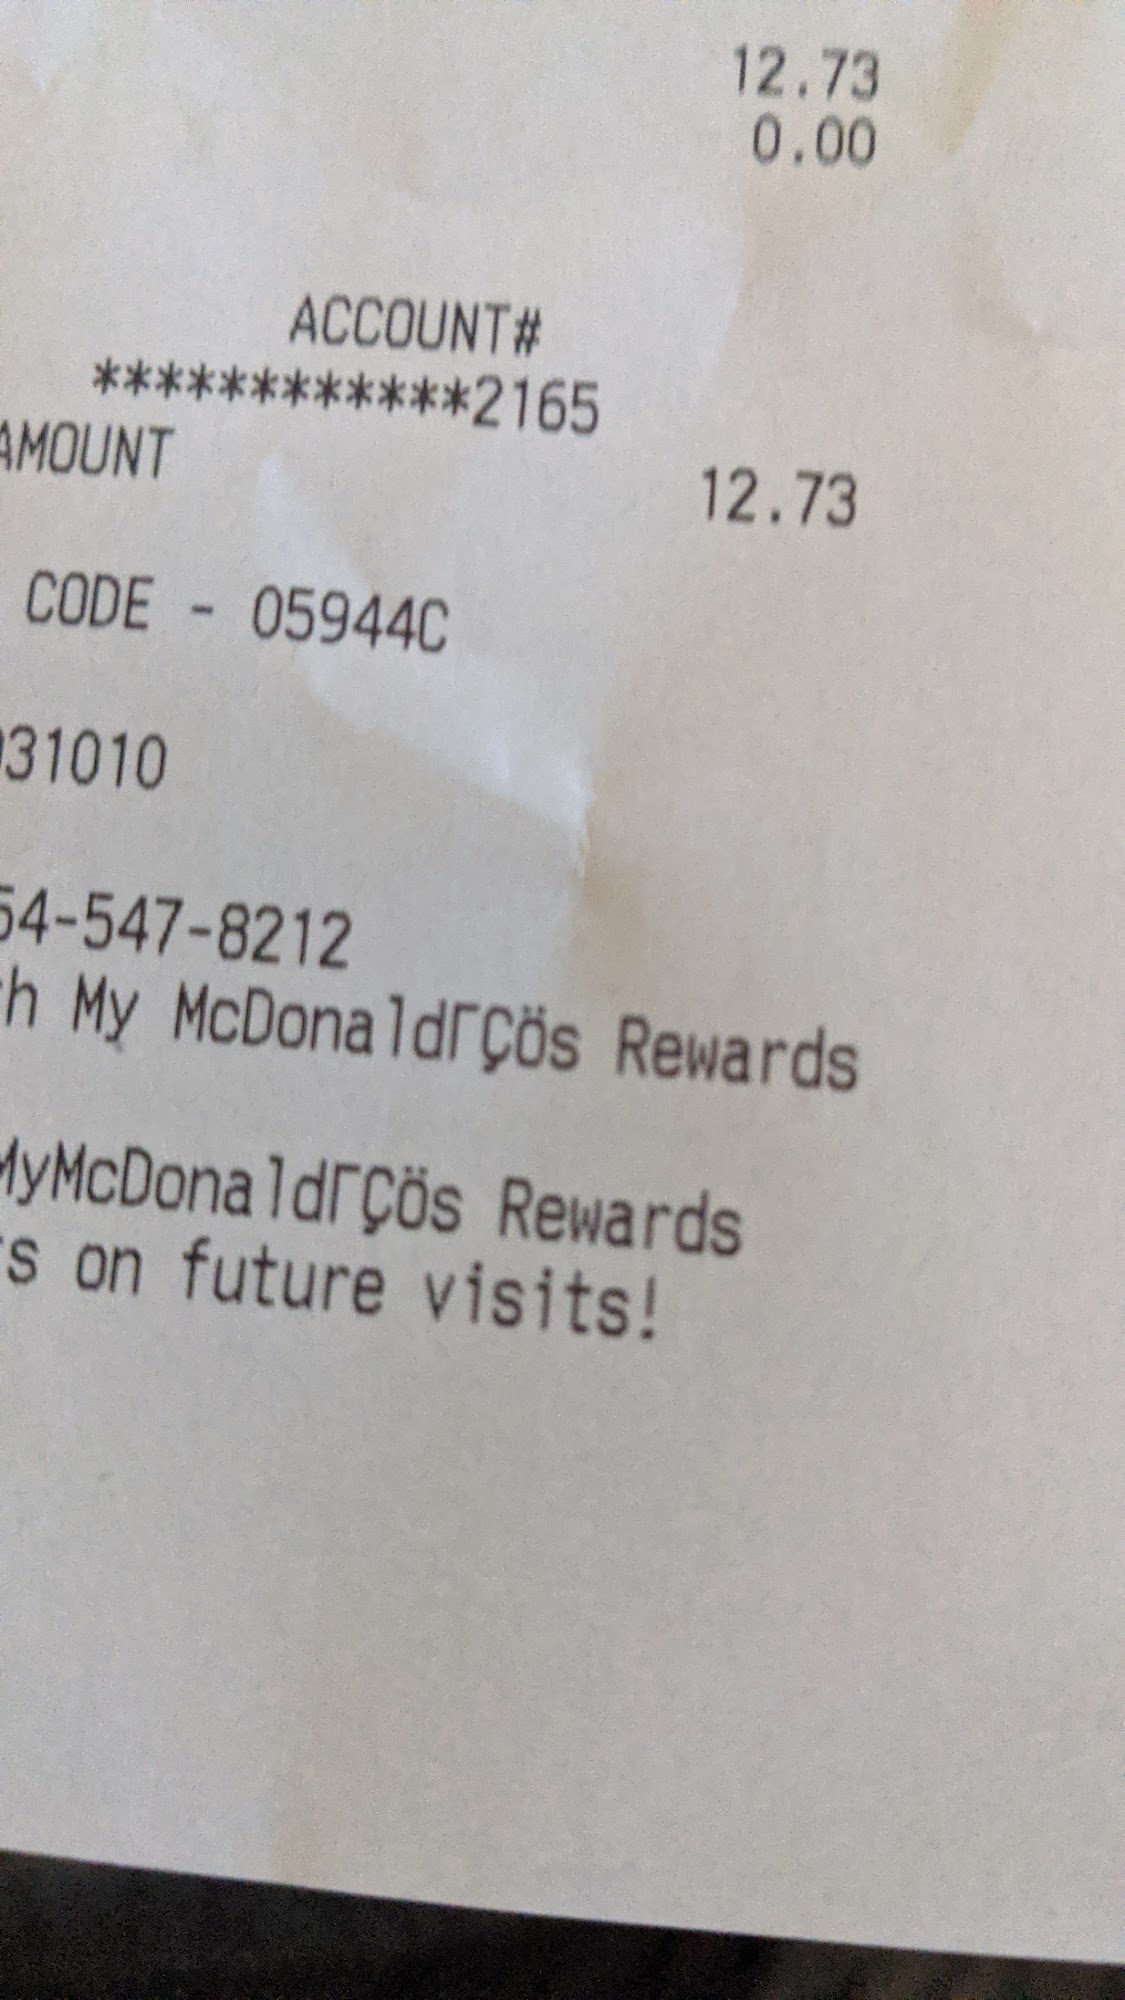 12.73
0.00
ACCOUNT#
************2165
AMOUNT
12.73
CODE - 05944C
31010
54-547-8212
My McDonaldΓÇös Rewards
MyMcDonaldΓÇös Rewards
on future visits!